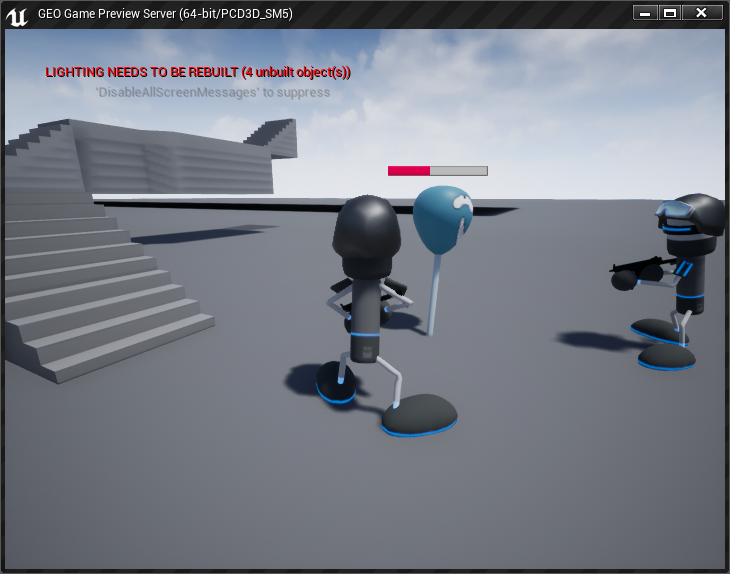 GEO Game Preview Server (64-bit/PCD3D_SM5)
LIGHTING NEEDS TO BE REBUILT (4 unbuilt object(s))
'DisableAllScreenMessages' to suppress